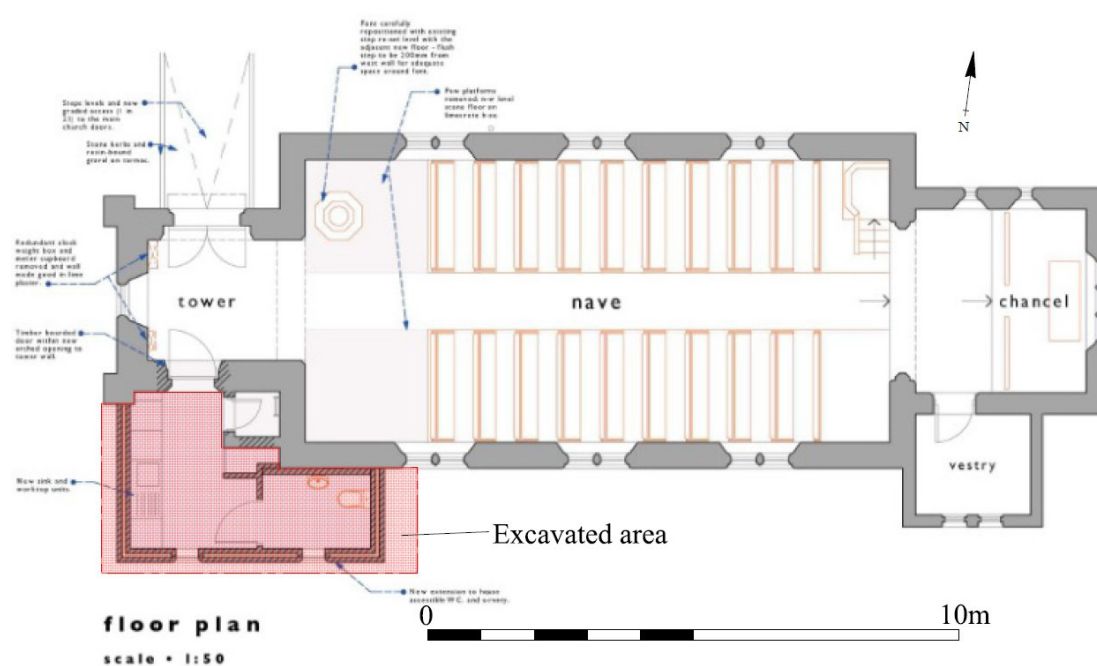 Font carefully
repositioned with existing
step re-set level with the
adjacent new floor - flush
step to be 200mm from
west wall for adequate
space around font.
Pew platforms
removed; new level
stone floor on
limecrete base
Steps levels and new
graded access (1 in
21) to the main
church doors.
Stone kerbs and
resin-bound
gravel on tarmac.
N
Redundant clock
weight box and
meter cupboard
removed and wall
made good in lime
plaster.
tower
nave
chancel
Timber boarded
door within new
arched opening to
tower wall.
vestry
New sink and
worktop units.
Excavated area
New extension to house
accessible W.C. and servery.
floor plan
scale • 1:50
0
10m